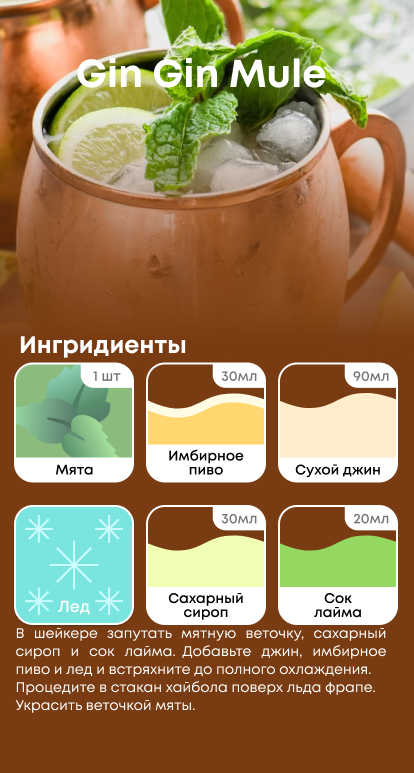 Gin Gin Mule
Ингридиенты
1 шт
30мл
90мл
Мята
Имбирное
пиво
Сухой джин
30мл
20мл
Лед
Сахарный
сироп
Сок
лайма
В шейкере запутать мятную веточку, сахарный
сироп и сок лайма. Добавьте джин, имбирное
пиво и лед и встряхните до полного охлаждения.
Процедите в стакан хайбола поверх льда фрапе.
Украсить веточкой мяты.